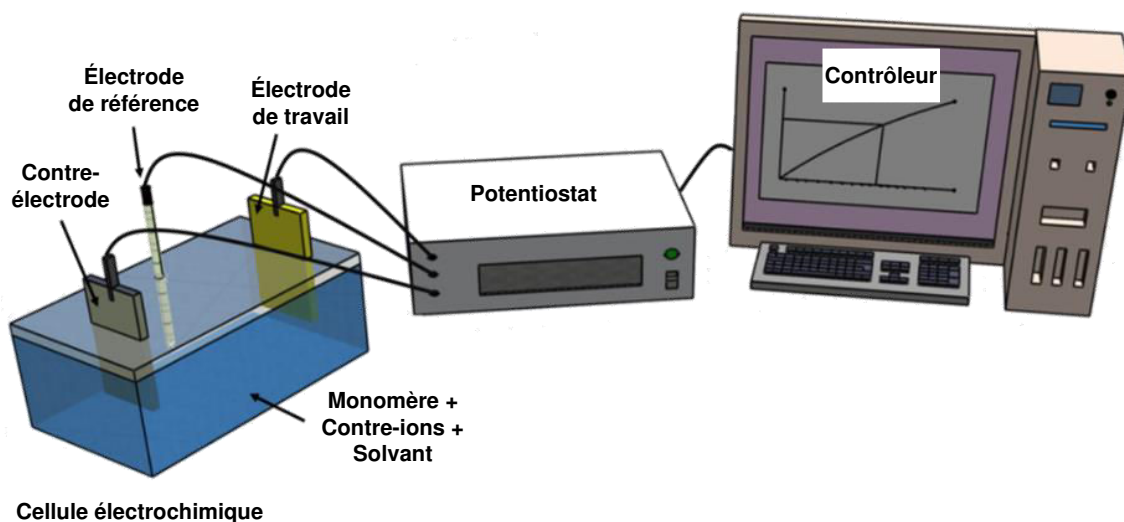 Électrode
de référence
Électrode
de travail
Contre-
électrode
Potentiostat
Contrôleur
Monomère +
Contre-ions +
Solvant
Cellule électrochimique